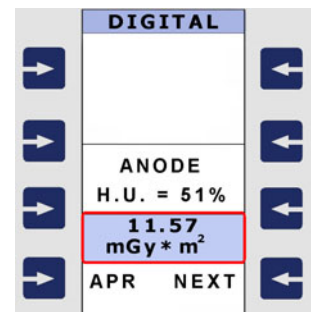 DIGITAL
ANODE
H.U. = 51%
11.57
mGy * m²
APR NEXT